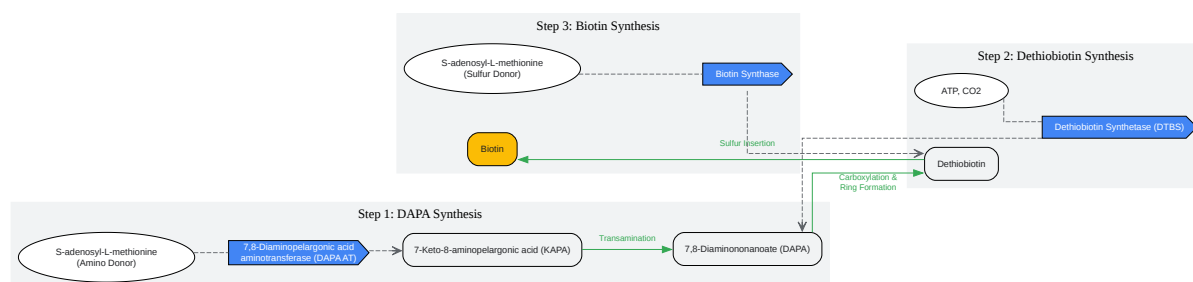 Step 3: Biotin Synthesis
S-adenosyl-L-methionine
(Sulfur Donor)
Biotin Synthase
Biotin
Sulfur Insertion
Step 2: Dethiobiotin Synthesis
ATP, CO2
Dethiobiotin Synthetase (DTBS)
Dethiobiotin
Carboxylation &
Ring Formation
Step 1: DAPA Synthesis
S-adenosyl-L-methionine
(Amino Donor)
7,8-Diaminopelargonic acid
aminotransferase (DAPA AT)
7-Keto-8-aminopelargonic acid (KAPA)
Transamination
7,8-Diaminononanoate (DAPA)